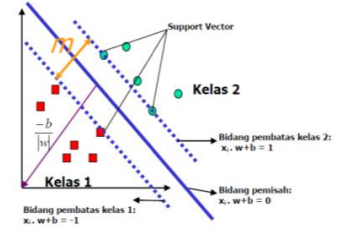 Support Vector
m
Kelas 2
-b
|w|
Bidang pembatas kelas 2:
xᵢ. w+b = 1
Kelas 1
Bidang pemisah:
xᵢ. w+b = 0
Bidang pembatas kelas 1:
xᵢ. w+b = -1